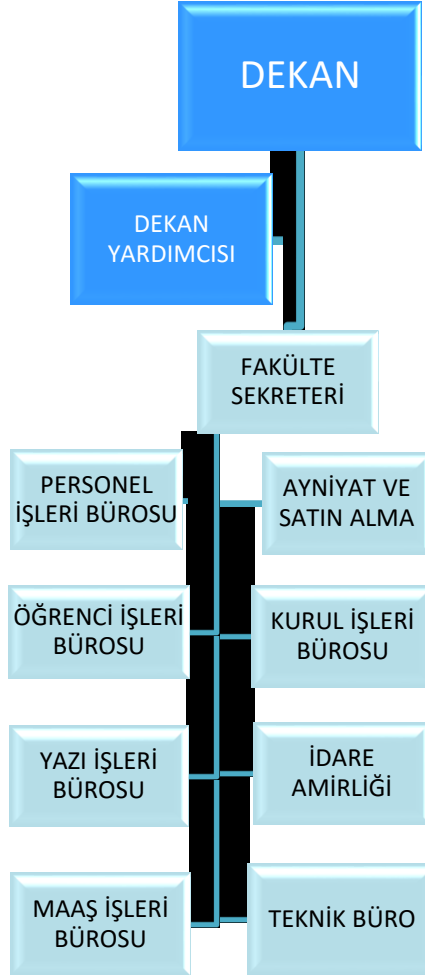 DEKAN
DEKAN
YARDIMCISI
FAKÜLTE
SEKRETERİ
PERSONEL
İŞLERİ BÜROSU
AYNİYAT VE
SATIN ALMA
ÖĞRENCİ İŞLERİ
BÜROSU
KURUL İŞLERİ
BÜROSU
YAZI İŞLERİ
BÜROSU
İDARE
AMİRLİĞİ
MAAŞ İŞLERİ
BÜROSU
TEKNİK BÜRO